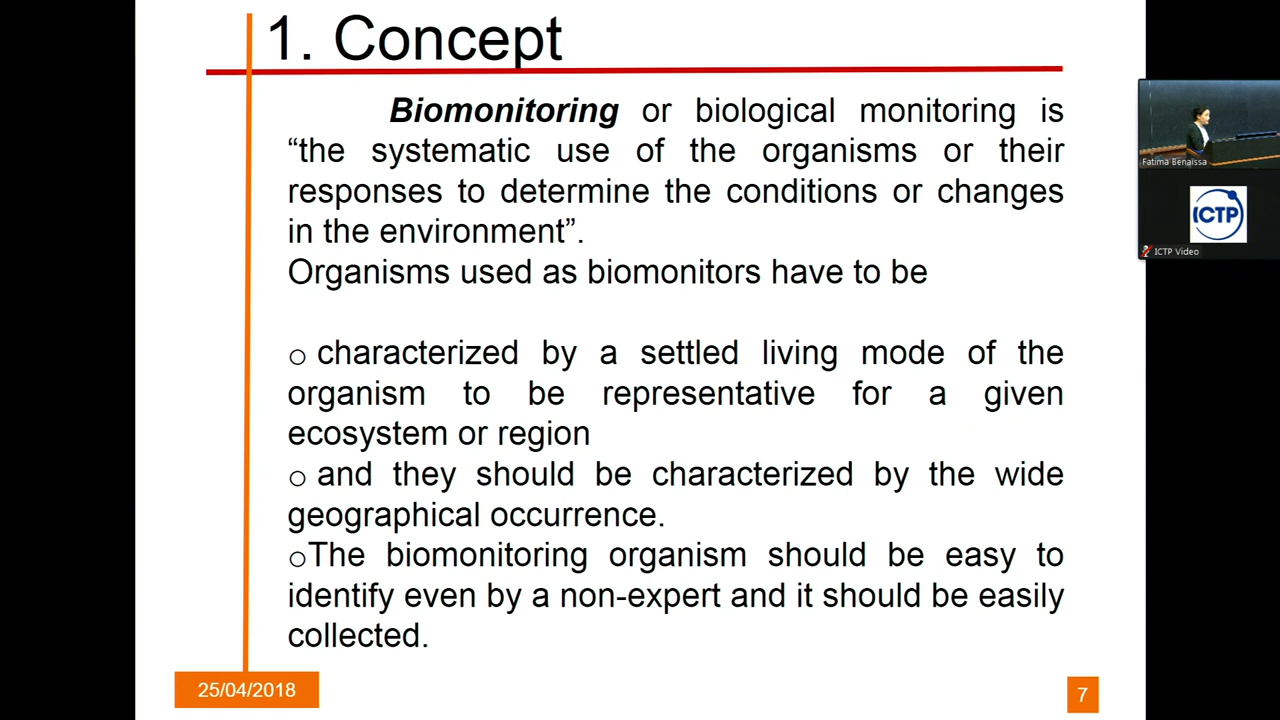 1. Concept
Biomonitoring or biological monitoring is
“the systematic use of the organisms or their
responses to determine the conditions or changes
in the environment”.
Organisms used as biomonitors have to be
o characterized by a settled living mode of the
organism to be representative for a given
ecosystem or region
o and they should be characterized by the wide
geographical occurrence.
oThe biomonitoring organism should be easy to
identify even by a non-expert and it should be easily
collected.
25/04/2018
7
Fatima Benaissa
ICTP
ICTP Video